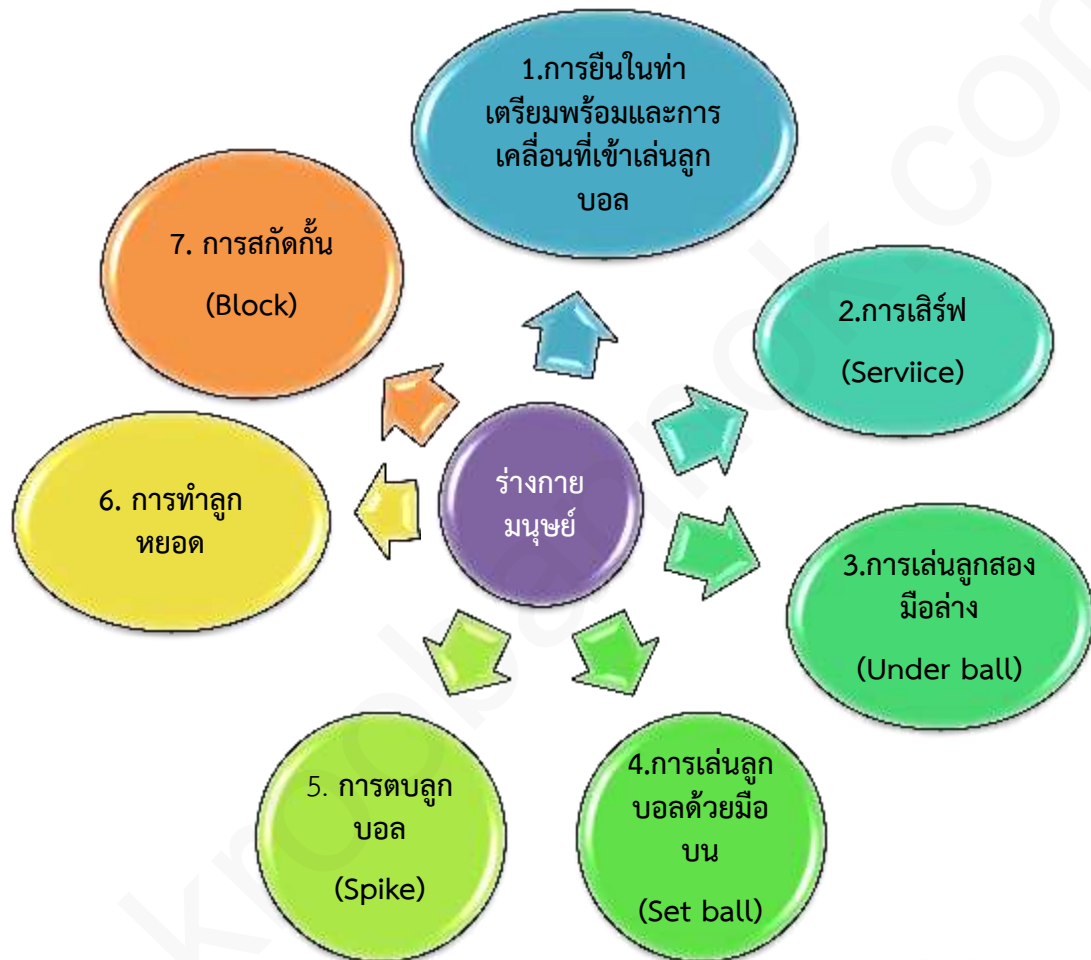 1.การยืนในท่า
เตรียมพร้อมและการ
เคลื่อนที่เข้าเล่นลูก
บอล
2.การเสิร์ฟ
(Serviice)
3.การเล่นลูกสอง
มือล่าง
(Under ball)
4.การเล่นลูก
บอลด้วยมือ
บน
(Set ball)
5. การตบลูก
บอล
(Spike)
6. การทำลูก
หยอด
7. การสกัดกั้น
(Block)
ร่างกาย
มนุษย์